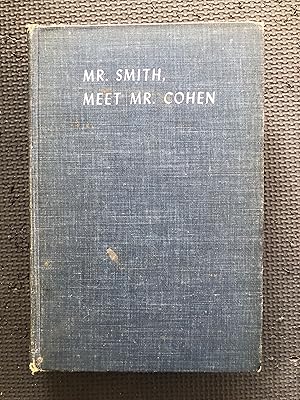 MR. SMITH,
MEET MR. COHEN